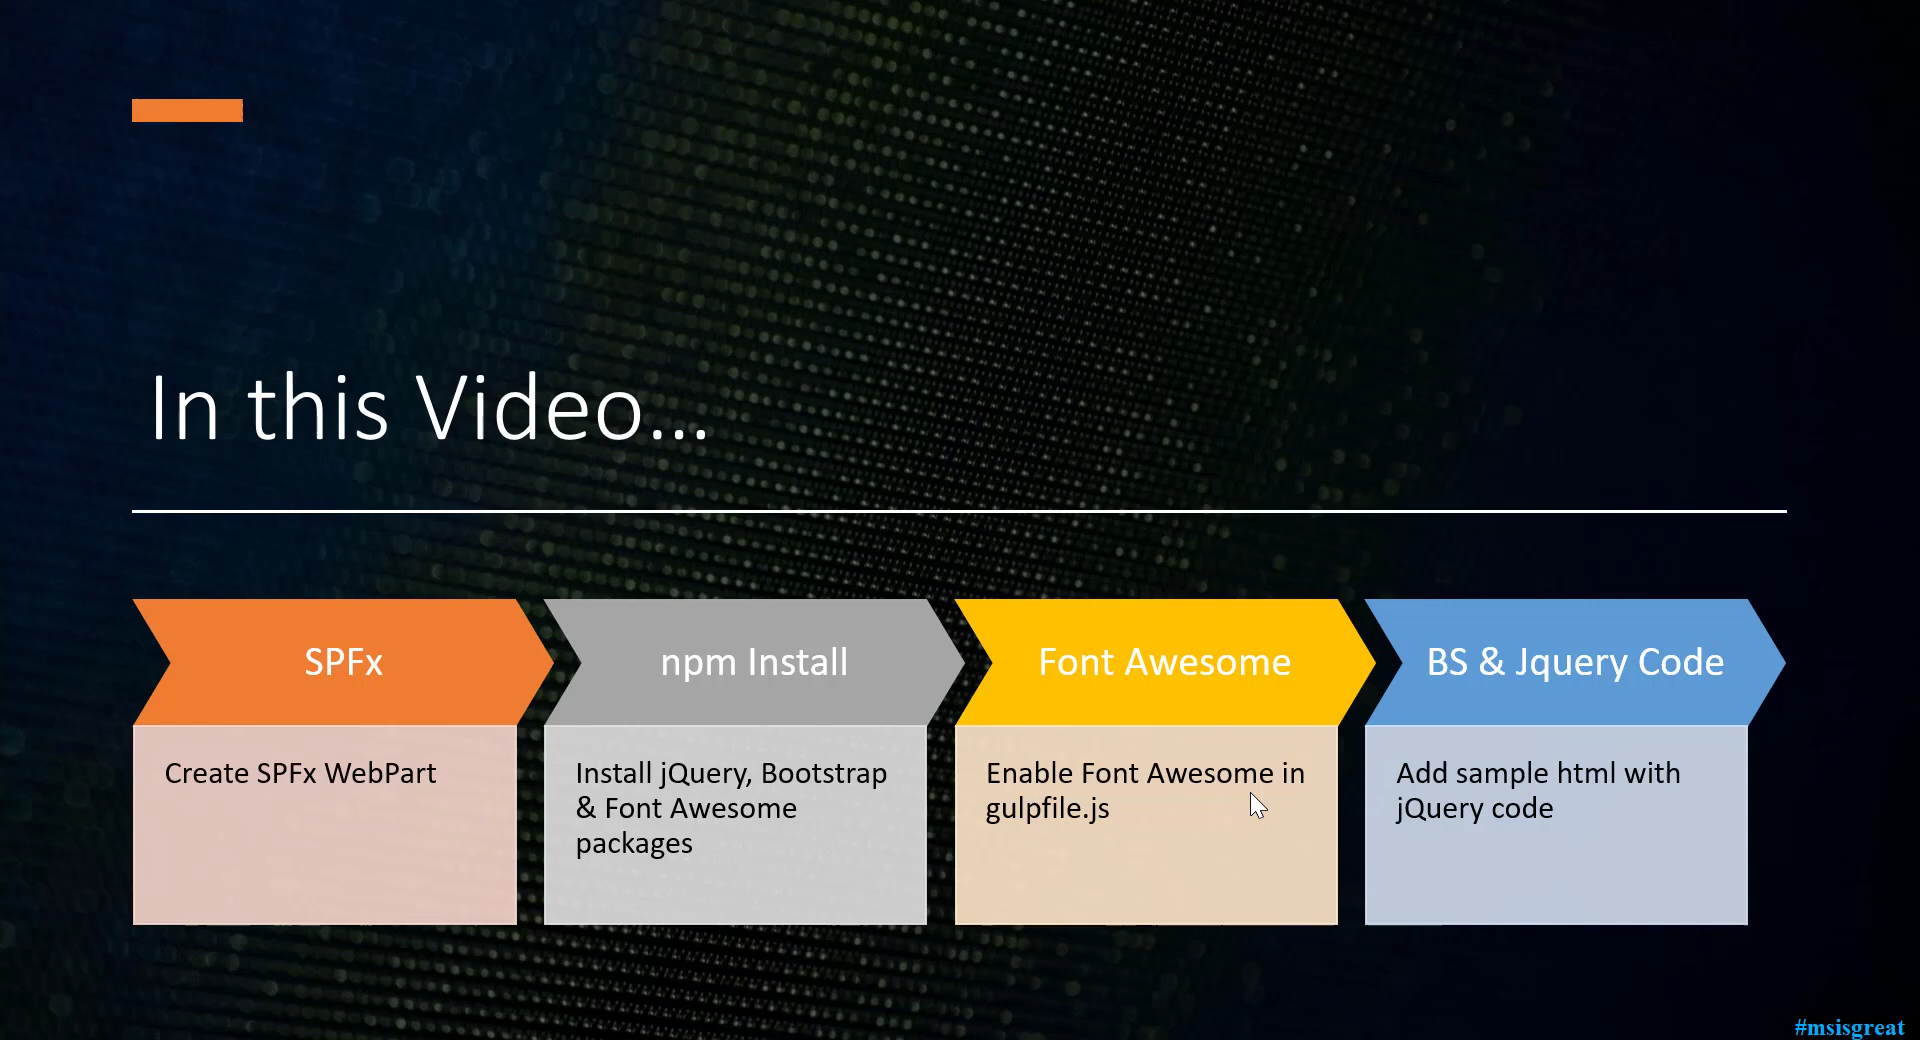 In this Video...
SPFx
Create SPFx WebPart
npm Install
Install jQuery, Bootstrap
& Font Awesome
packages
Font Awesome
Enable Font Awesome in
gulpfile.js
BS & Jquery Code
Add sample html with
jQuery code
#msisgreat